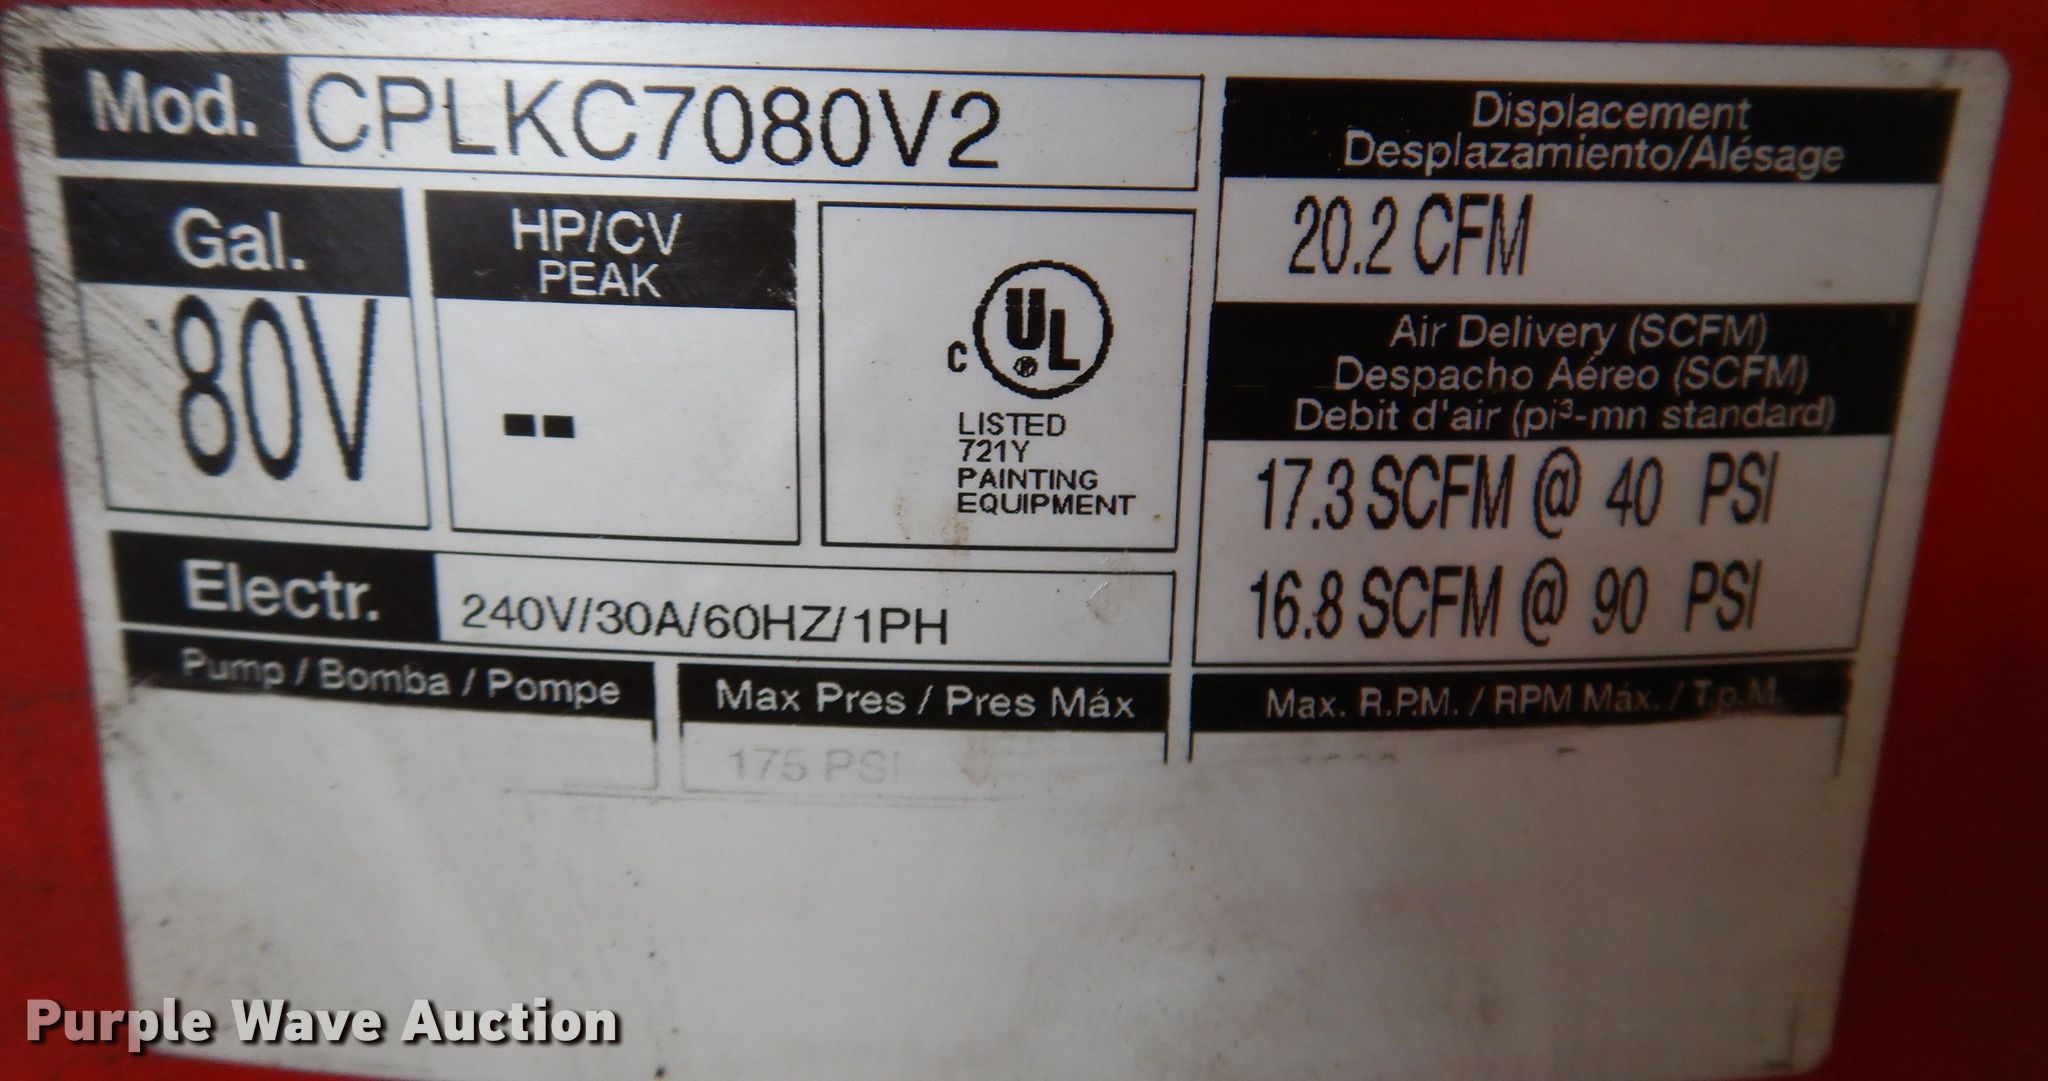 Mod. CPLKC7080V2
Gal.
80V
HP/CV
PEAK
--
C UL ®
LISTED
721Y
PAINTING
EQUIPMENT
Displacement
Desplazamiento/Alésage
20.2 CFM
Air Delivery (SCFM)
Despacho Aéreo (SCFM)
Debit d'air (pi³-mn standard)
17.3 SCFM @ 40 PSI
16.8 SCFM @ 90 PSI
Electr. 240V/30A/60HZ/1PH
Pump / Bomba / Pompe
Max Pres / Pres Máx
175 PSI
Max. R.P.M. / RPM Máx. / T.p.M.
Purple Wave Auction